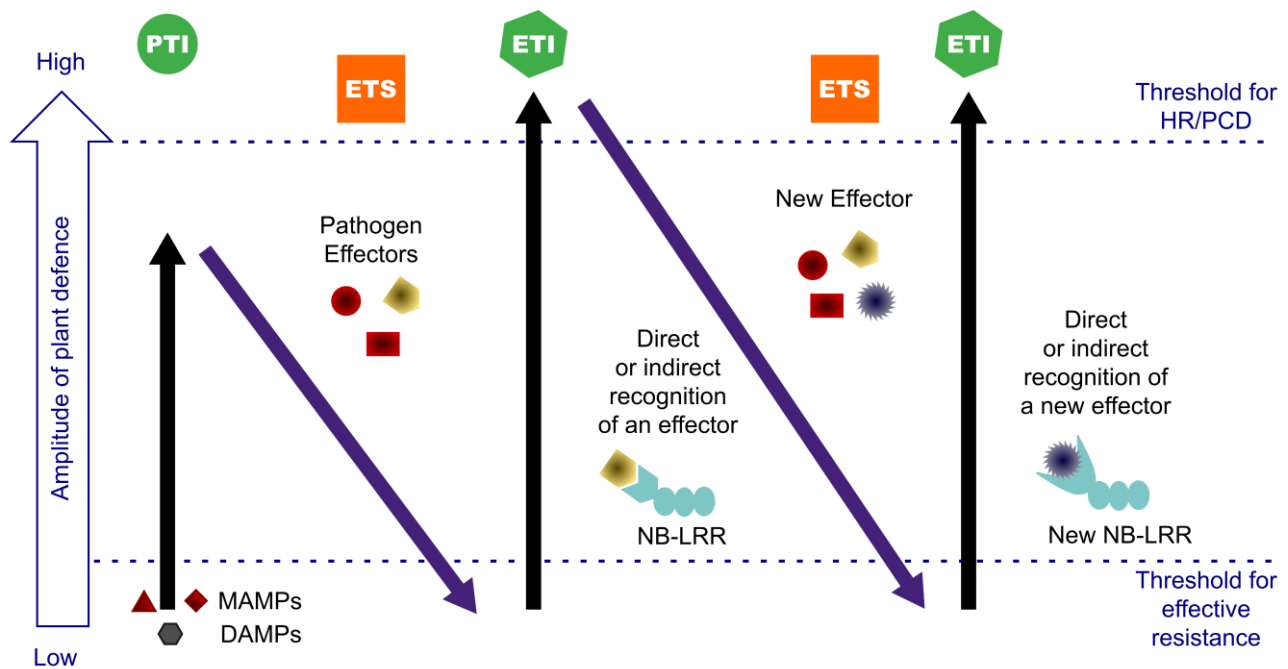 PTI
ETI
ETI
High
ETS
ETS
Threshold for
HR/PCD
Amplitude of plant defence
Pathogen
Effectors
New Effector
Direct
or indirect
recognition
of an effector
NB-LRR
Direct
or indirect
recognition of
a new effector
New NB-LRR
MAMPs
DAMPs
Threshold for
effective
resistance
Low